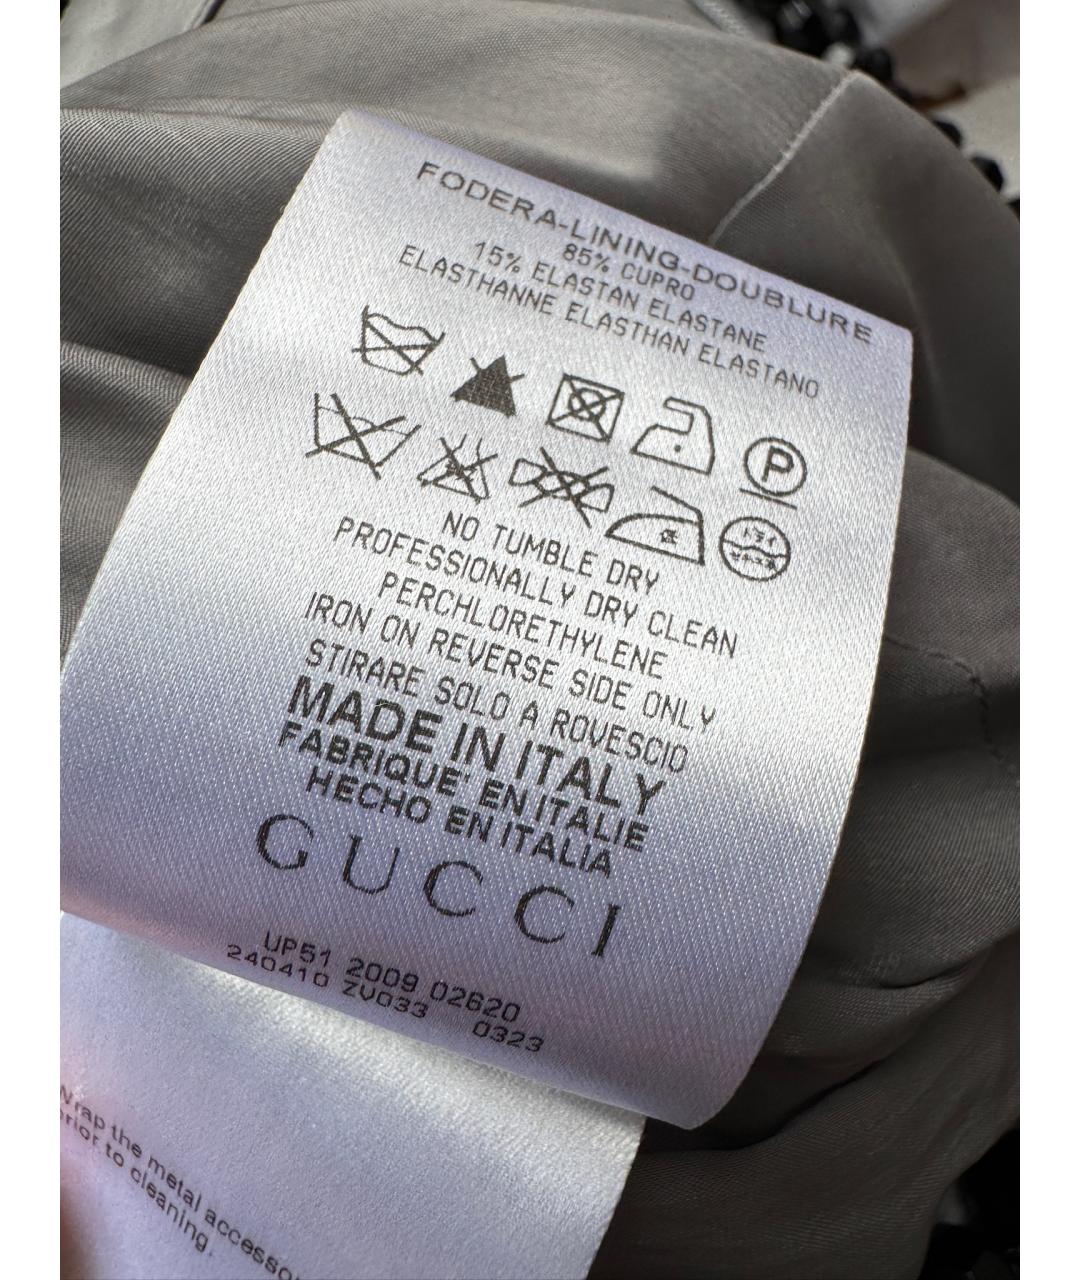 FODERA-LINING-DOUBLURE
85% CUPRO
15% ELASTAN ELASTANE
ELASTHANNE ELASTHAN ELASTANO
P
NO TUMBLE DRY
PROFESSIONALLY DRY CLEAN
PERCHLORETHYLENE
IRON ON REVERSE SIDE ONLY
STIRARE SOLO A ROVESCIO
MADE IN ITALY
FABRIQUE' EN ITALIE
HECHO EN ITALIA
GUCCI
UP51 2009 02620
240410 ZV033 0323
Wrap the metal accesso
prior to cleaning.